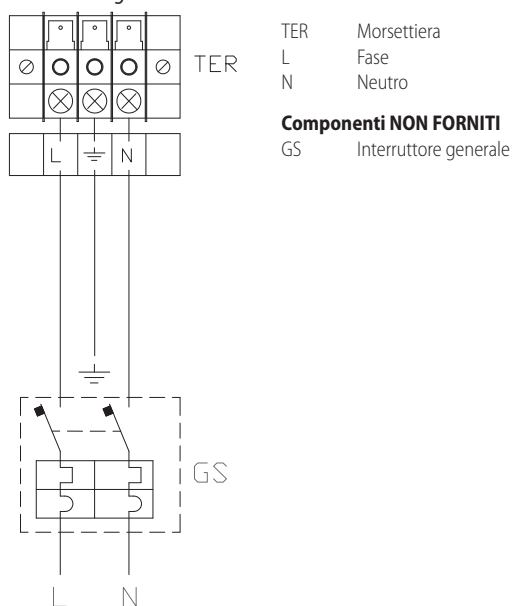 TER
L N
GS
L N
TER Morsettiera
L Fase
N Neutro
Componenti NON FORNITI
GS Interruttore generale